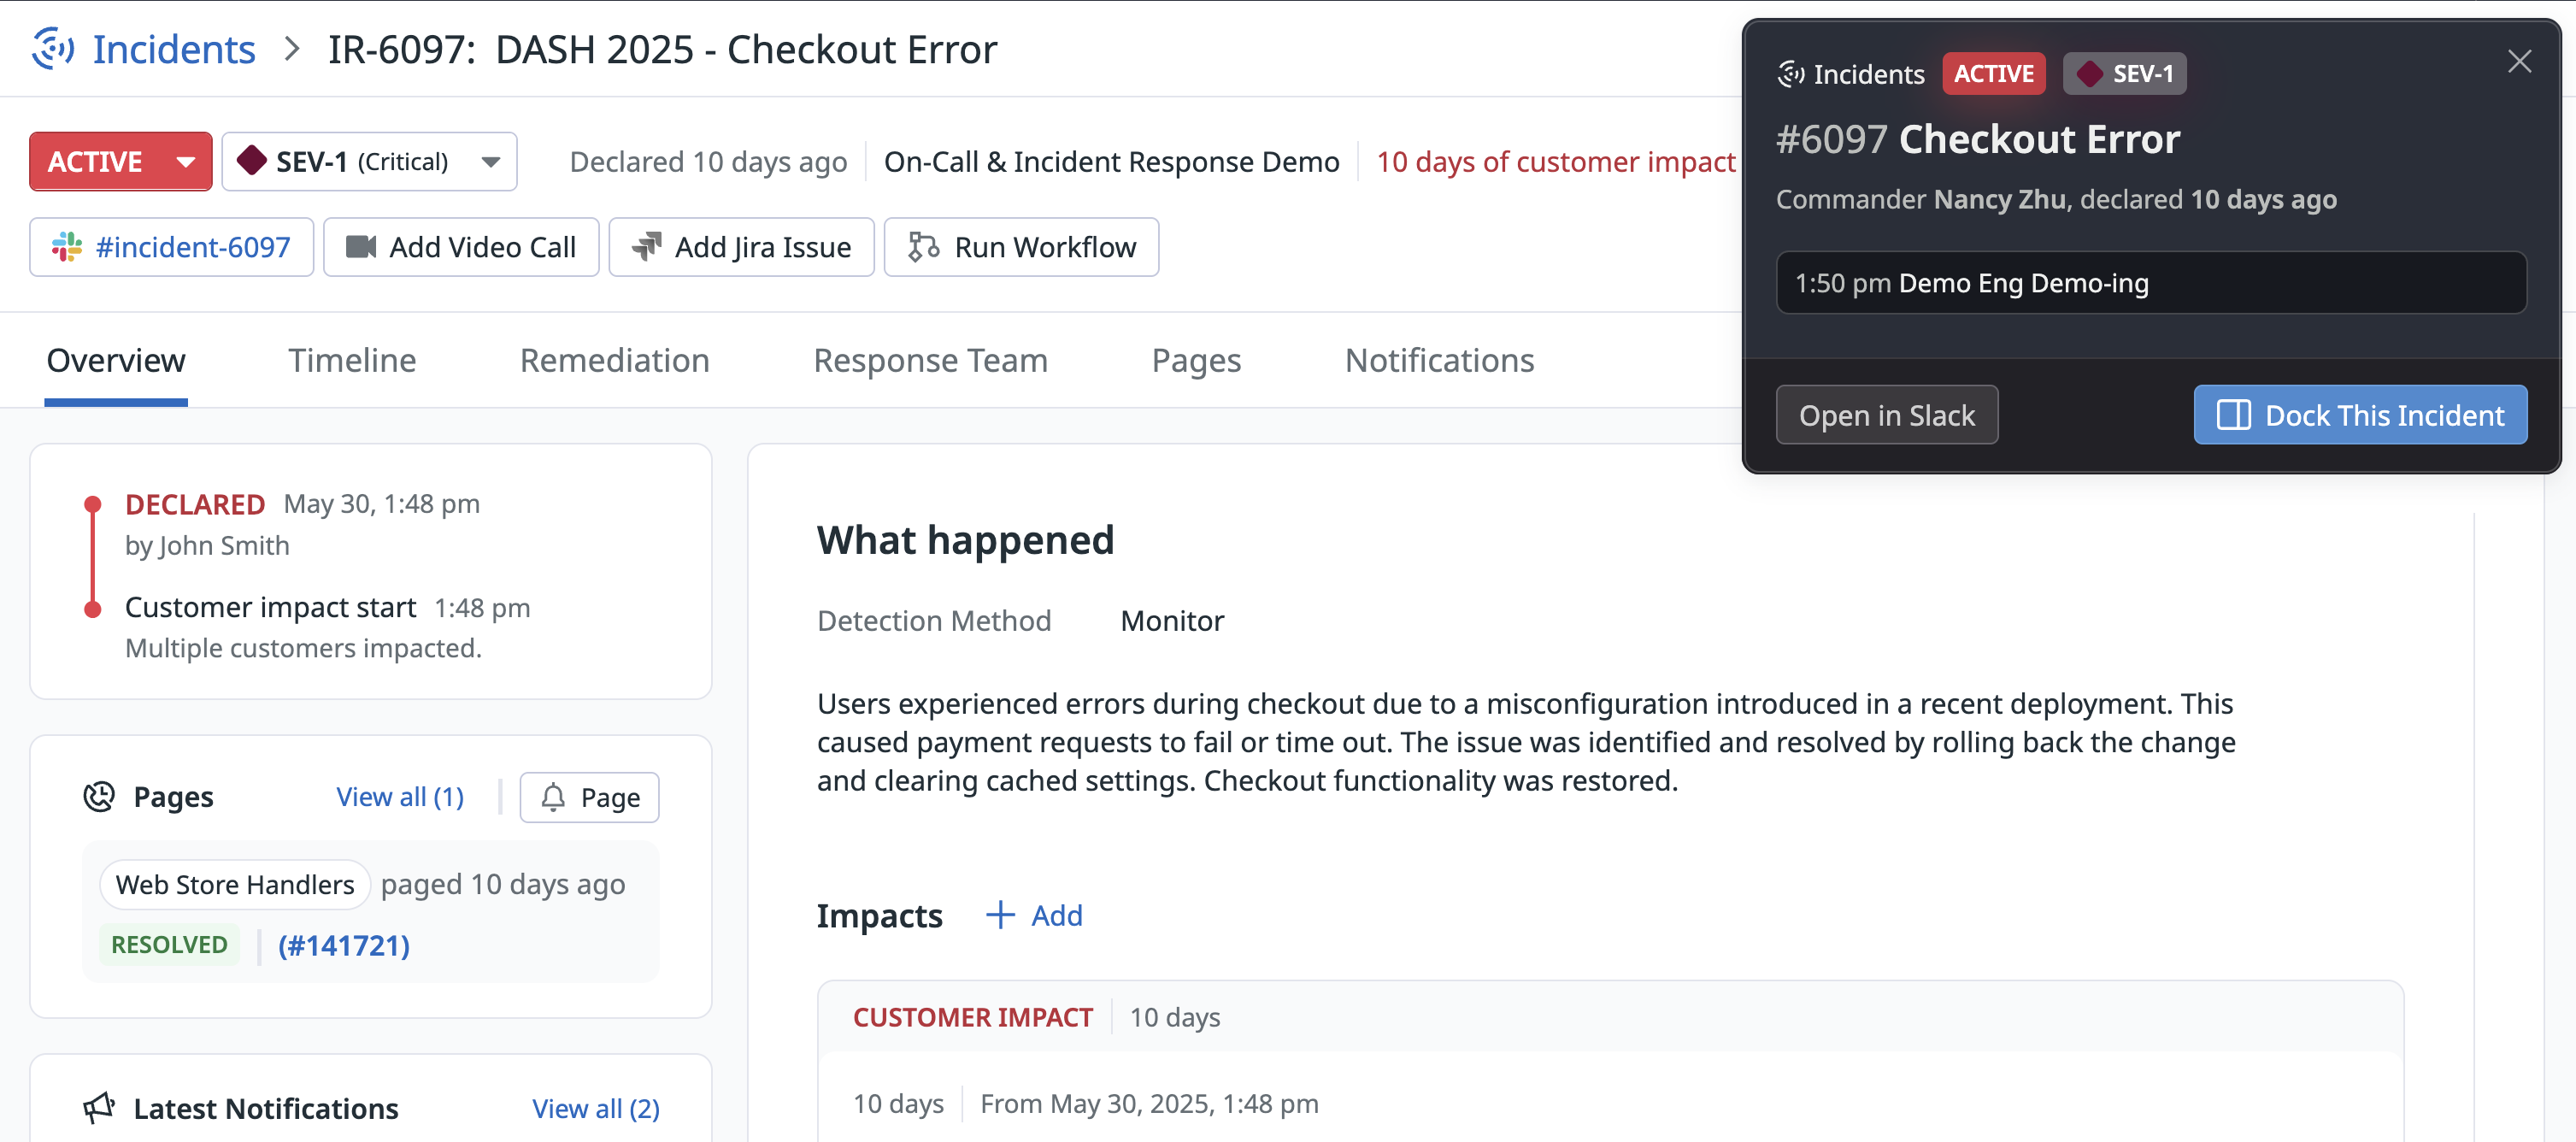 Incidents > IR-6097: DASH 2025 - Checkout Error
ACTIVE SEV-1 (Critical) Declared 10 days ago On-Call & Incident Response Demo 10 days of customer impact
#incident-6097 Add Video Call Add Jira Issue Run Workflow
Overview Timeline Remediation Response Team Pages Notifications
Incidents ACTIVE SEV-1
#6097 Checkout Error
Commander Nancy Zhu, declared 10 days ago
1:50 pm Demo Eng Demo-ing
Open in Slack Dock This Incident
DECLARED May 30, 1:48 pm
by John Smith
Customer impact start 1:48 pm
Multiple customers impacted.
Pages View all (1) Page
Web Store Handlers paged 10 days ago
RESOLVED (#141721)
Latest Notifications View all (2)
What happened
Detection Method Monitor
Users experienced errors during checkout due to a misconfiguration introduced in a recent deployment. This
caused payment requests to fail or time out. The issue was identified and resolved by rolling back the change
and clearing cached settings. Checkout functionality was restored.
Impacts + Add
CUSTOMER IMPACT 10 days
10 days From May 30, 2025, 1:48 pm